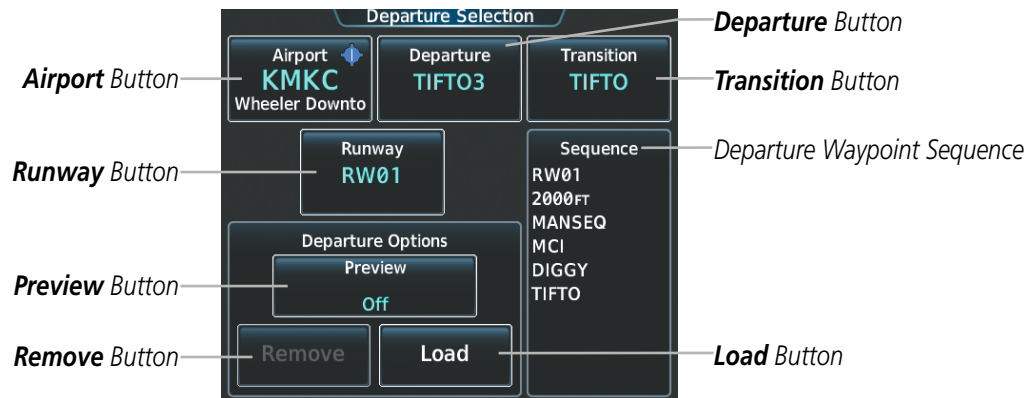 Departure Selection
Departure Button
Airport
KMKC
Wheeler Downto
Departure
TIFTO3
Transition
TIFTO
Airport Button
Transition Button
Runway
RW01
Runway Button
Sequence
RW01
2000FT
MANSEQ
MCI
DIGGY
TIFTO
Departure Waypoint Sequence
Departure Options
Preview
Off
Preview Button
Remove
Load
Remove Button
Load Button